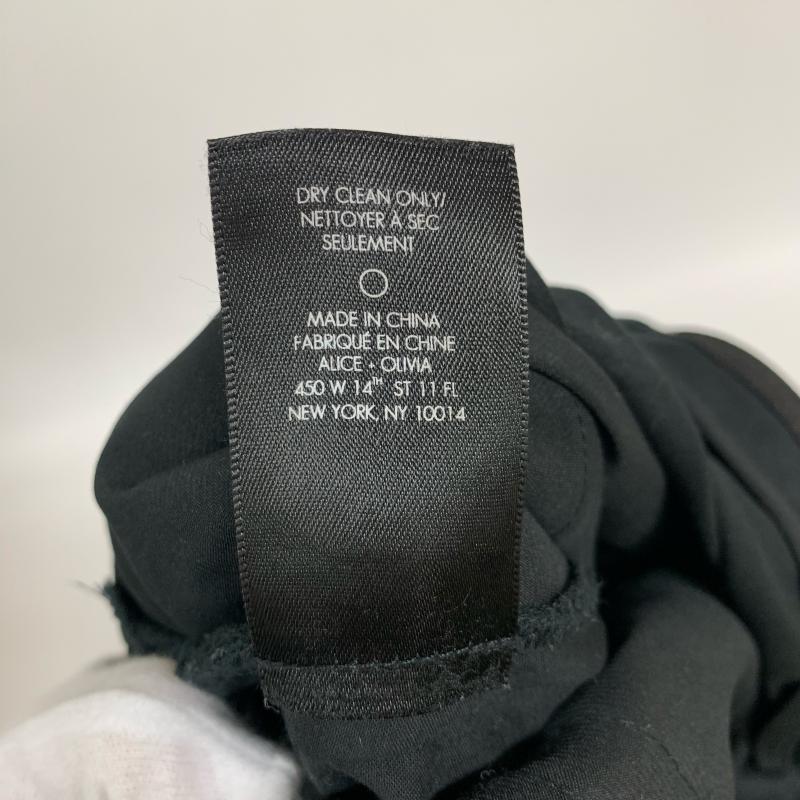 DRY CLEAN ONLY/
NETTOYER À SEC
SEULEMENT
MADE IN CHINA
FABRIQUÉ EN CHINE
ALICE + OLIVIA
450 W 14TH ST 11 FL
NEW YORK, NY 10014